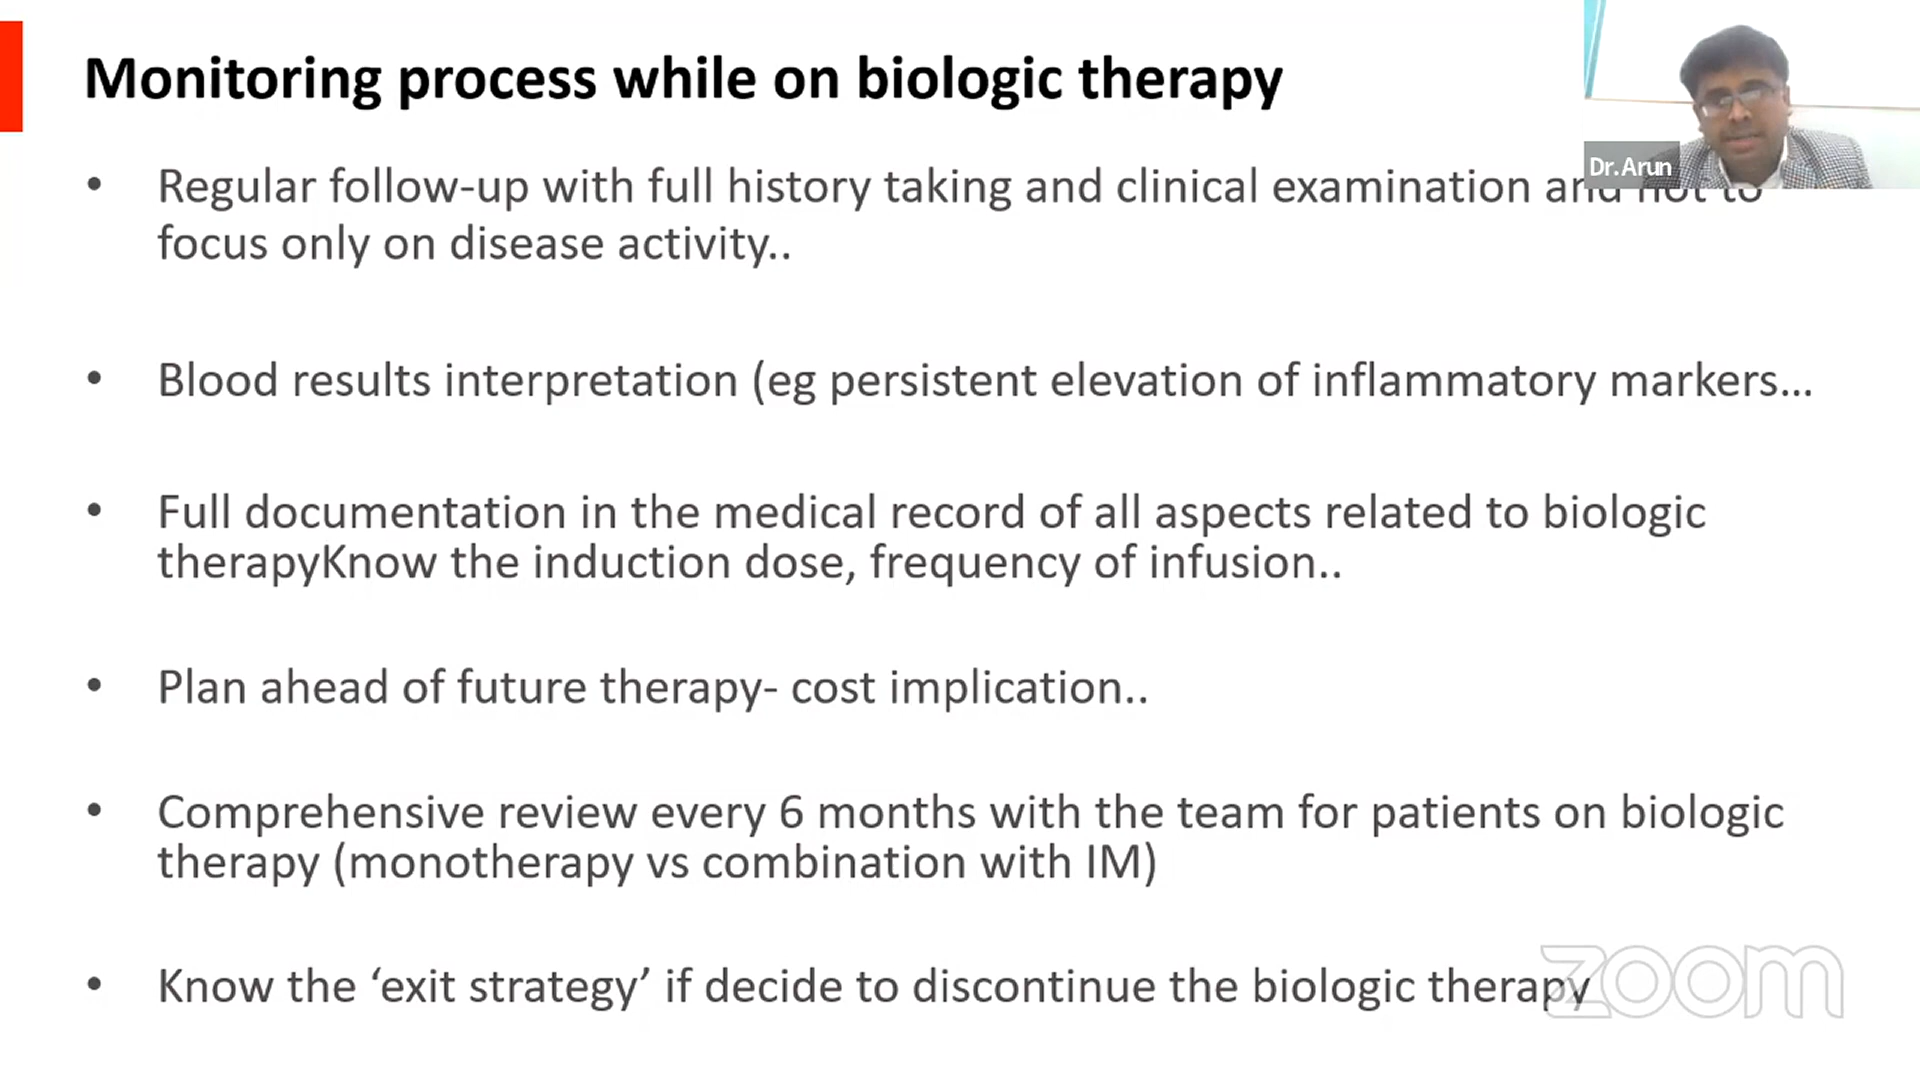 Monitoring process while on biologic therapy
Dr. Arun
• Regular follow-up with full history taking and clinical examination and not to
focus only on disease activity..
• Blood results interpretation (eg persistent elevation of inflammatory markers...
• Full documentation in the medical record of all aspects related to biologic
therapyKnow the induction dose, frequency of infusion..
• Plan ahead of future therapy- cost implication..
• Comprehensive review every 6 months with the team for patients on biologic
therapy (monotherapy vs combination with IM)
• Know the ‘exit strategy’ if decide to discontinue the biologic therapy
zoom